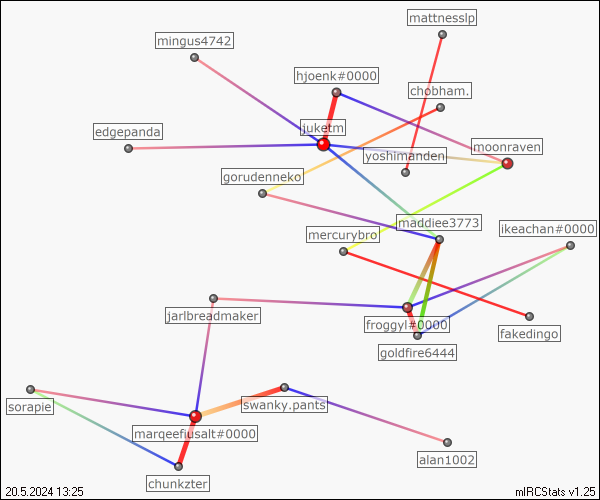 mattnesslp
mingus4742
hjoenk#0000
chobham.
juketm
edgepanda
moonraven
yoshimanden
gorudenneko
maddiee3773
ikeachan#0000
mercurybro
jarlbreadmaker
froggyl#0000
fakedingo
goldfire6444
sorapie
swanky.pants
marqeefiusalt#0000
alan1002
chunkzter
20.5.2024 13:25
mIRCStats v1.25